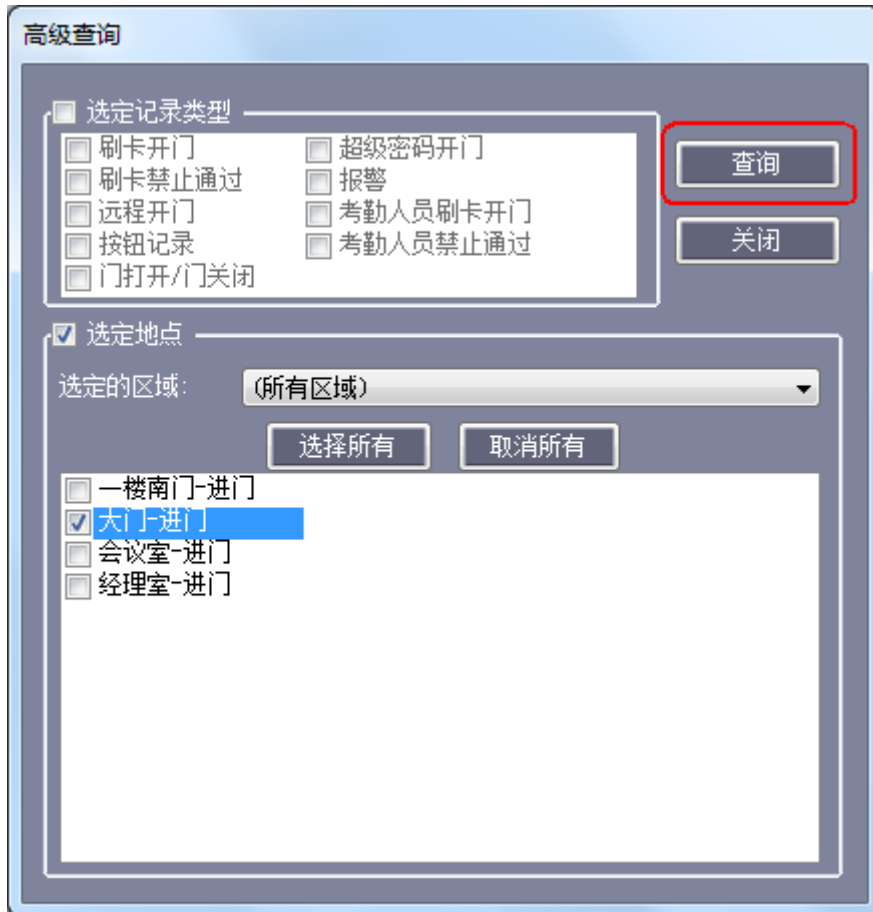 高级查询
选定记录类型
刷卡开门 超级密码开门
刷卡禁止通过 报警
远程开门 考勤人员刷卡开门
按钮记录 考勤人员禁止通过
门打开/门关闭
查询
关闭
选定地点
选定的区域: (所有区域)
选择所有 取消所有
一楼南门-进门
大门-进门
会议室-进门
经理室-进门